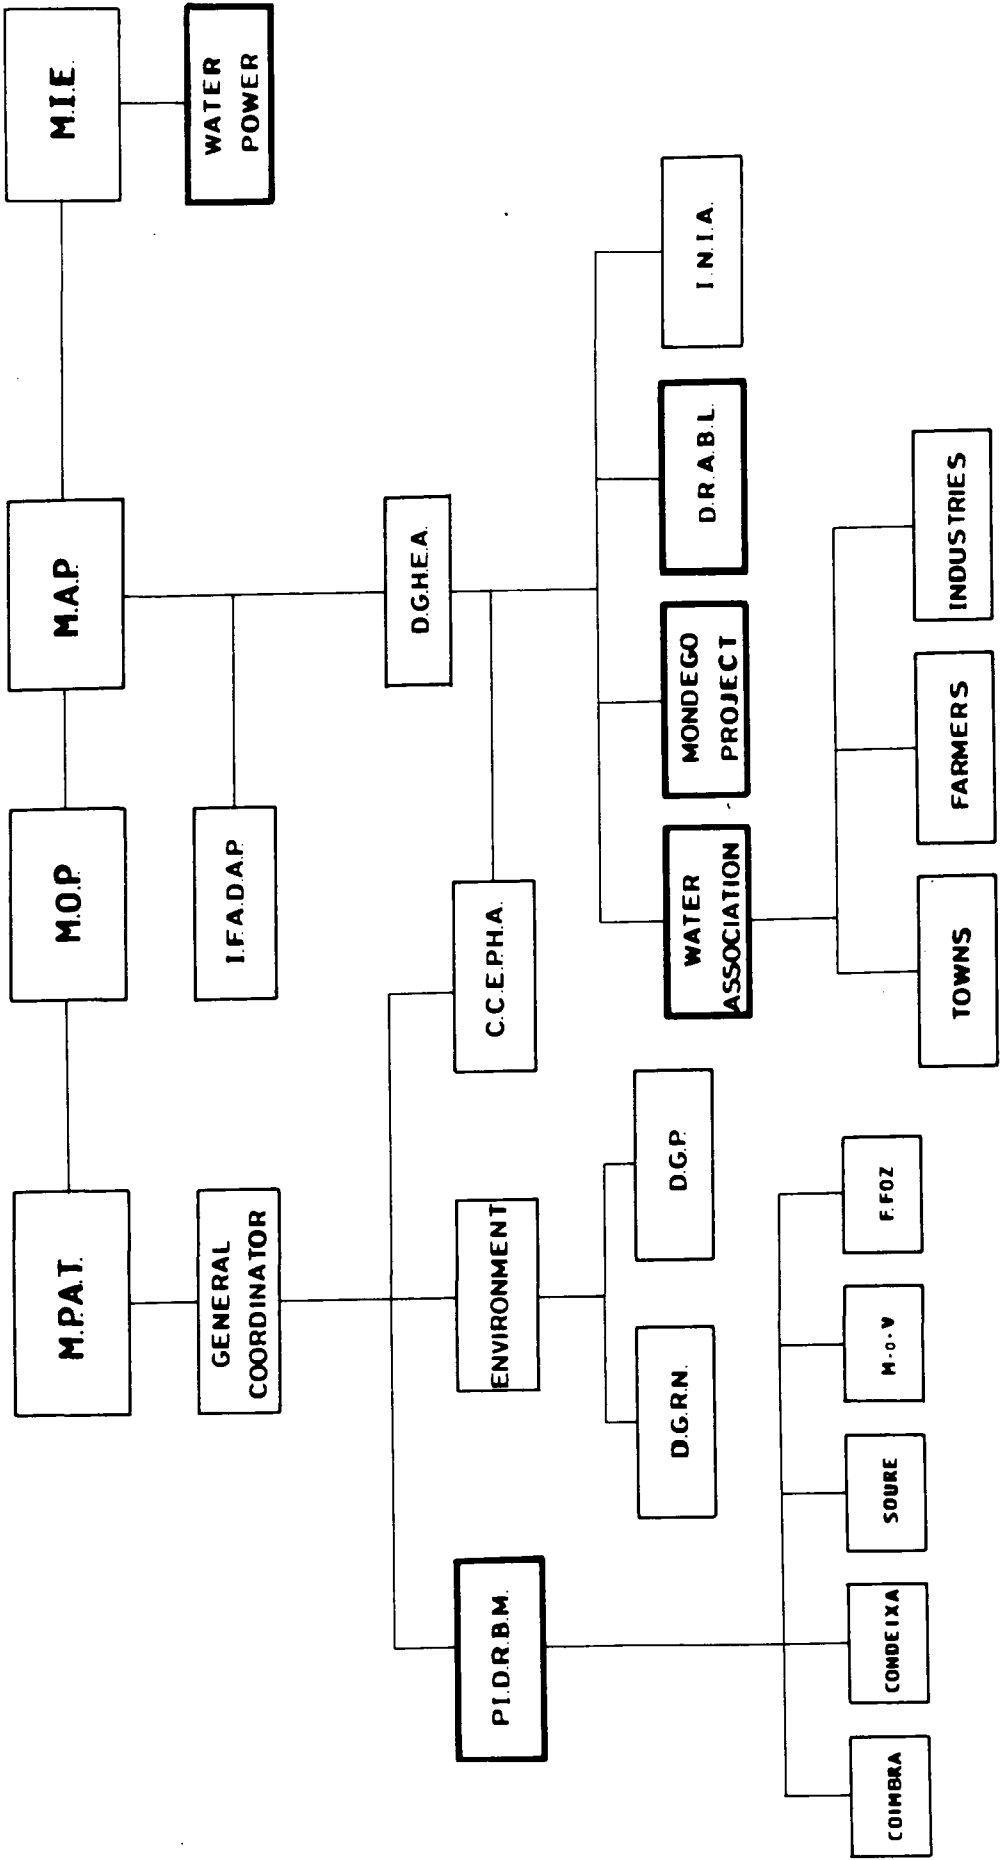 M.P.A.T.
M.O.P.
M.A.P.
M.I.E.
GENERAL
COORDINATOR
I.F.A.D.A.P.
WATER
POWER
D.G.H.E.A.
P.I.D.R.B.M.
ENVIRONMENT
C.C.E.P.H.A.
D.G.R.N.
D.G.P.
WATER
ASSOCIATION
MONDEGO
PROJECT
D.R.A.B.L.
I.N.I.A.
COIMBRA
CONDEIXA
SOURE
M-o-V
F.FOZ
TOWNS
FARMERS
INDUSTRIES